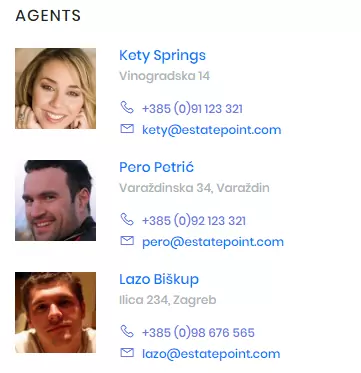 AGENTS
Kety Springs
Vinogradska 14
+385 (0)91 123 321
kety@estatepoint.com
Pero Petrić
Varaždinska 34, Varaždin
+385 (0)92 123 321
pero@estatepoint.com
Lazo Biškup
Ilica 234, Zagreb
+385 (0)98 676 565
lazo@estatepoint.com